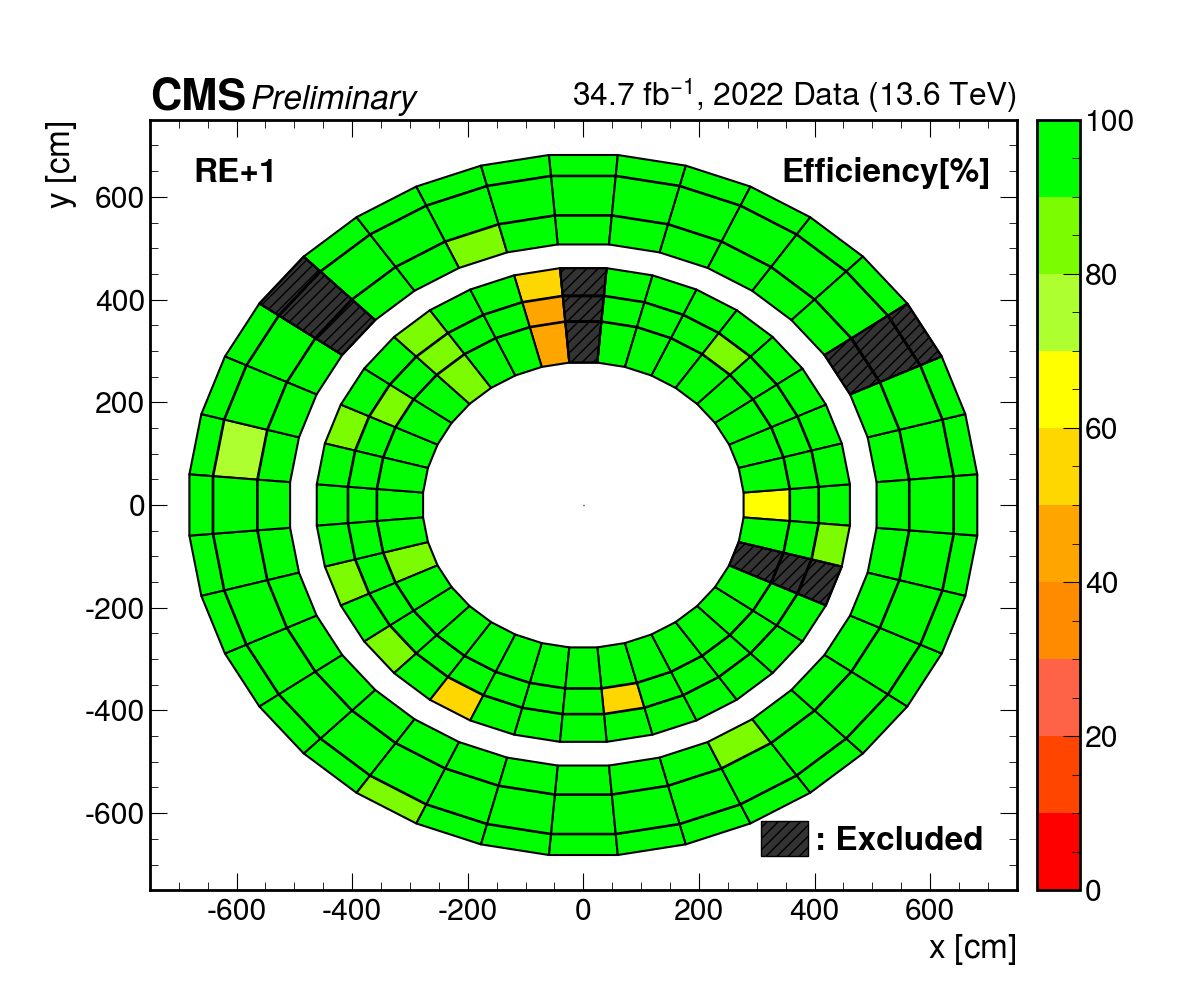 CMS Preliminary 34.7 fb⁻¹, 2022 Data (13.6 TeV)
y [cm]
RE+1 Efficiency[%]
600
400
200
0
-200
-400
-600
: Excluded
-600 -400 -200 0 200 400 600
x [cm]
100
80
60
40
20
0